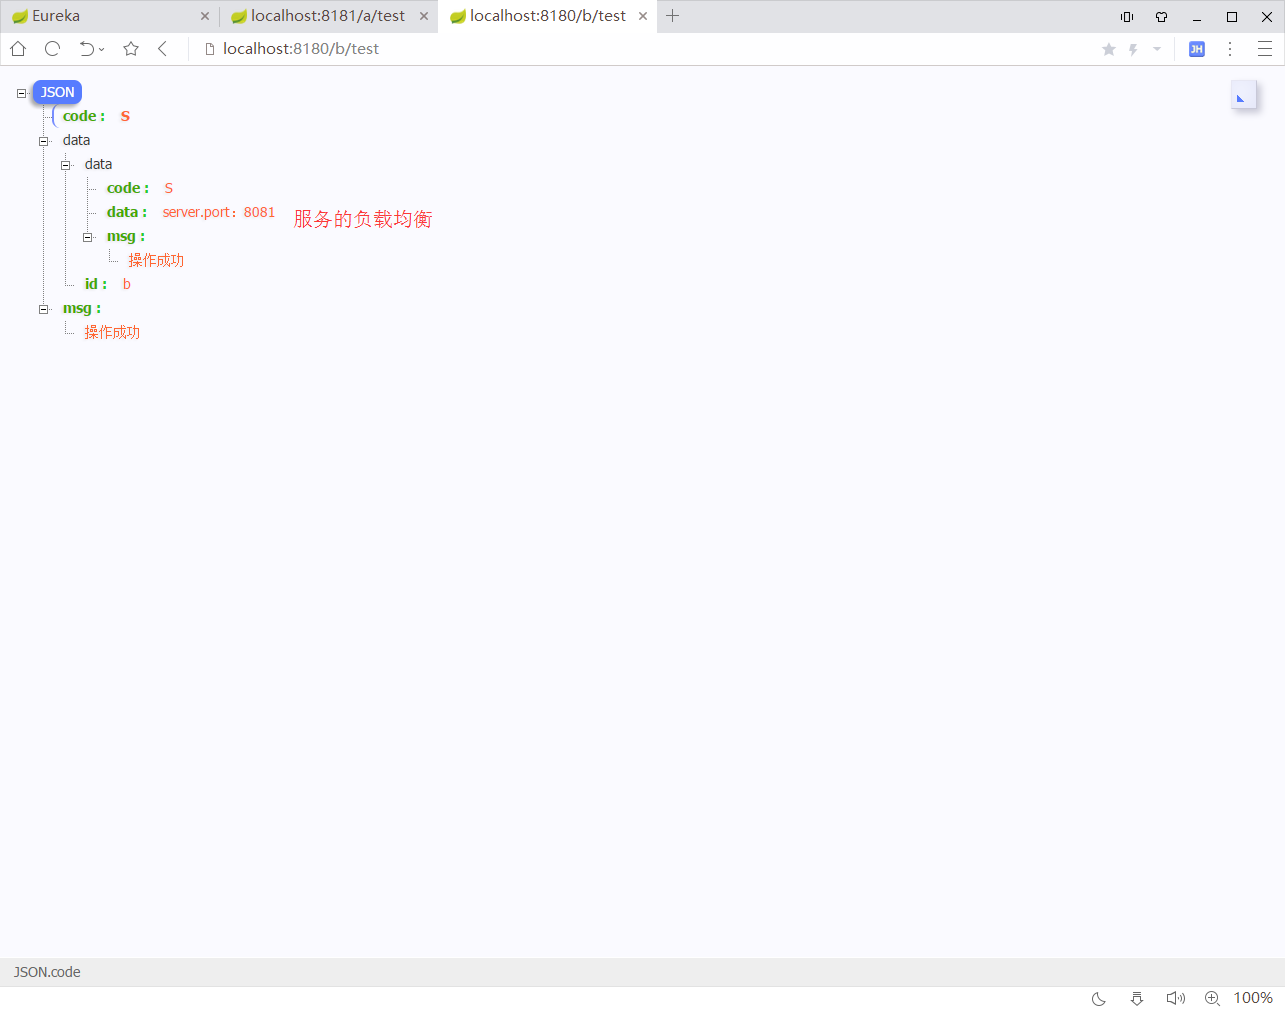 Eureka
localhost:8181/a/test
localhost:8180/b/test
localhost:8180/b/test
JH
JSON
code : S
data
data
code : S
data : server.port：8081
服务的负载均衡
msg :
操作成功
id : b
msg :
操作成功
JSON.code
100%